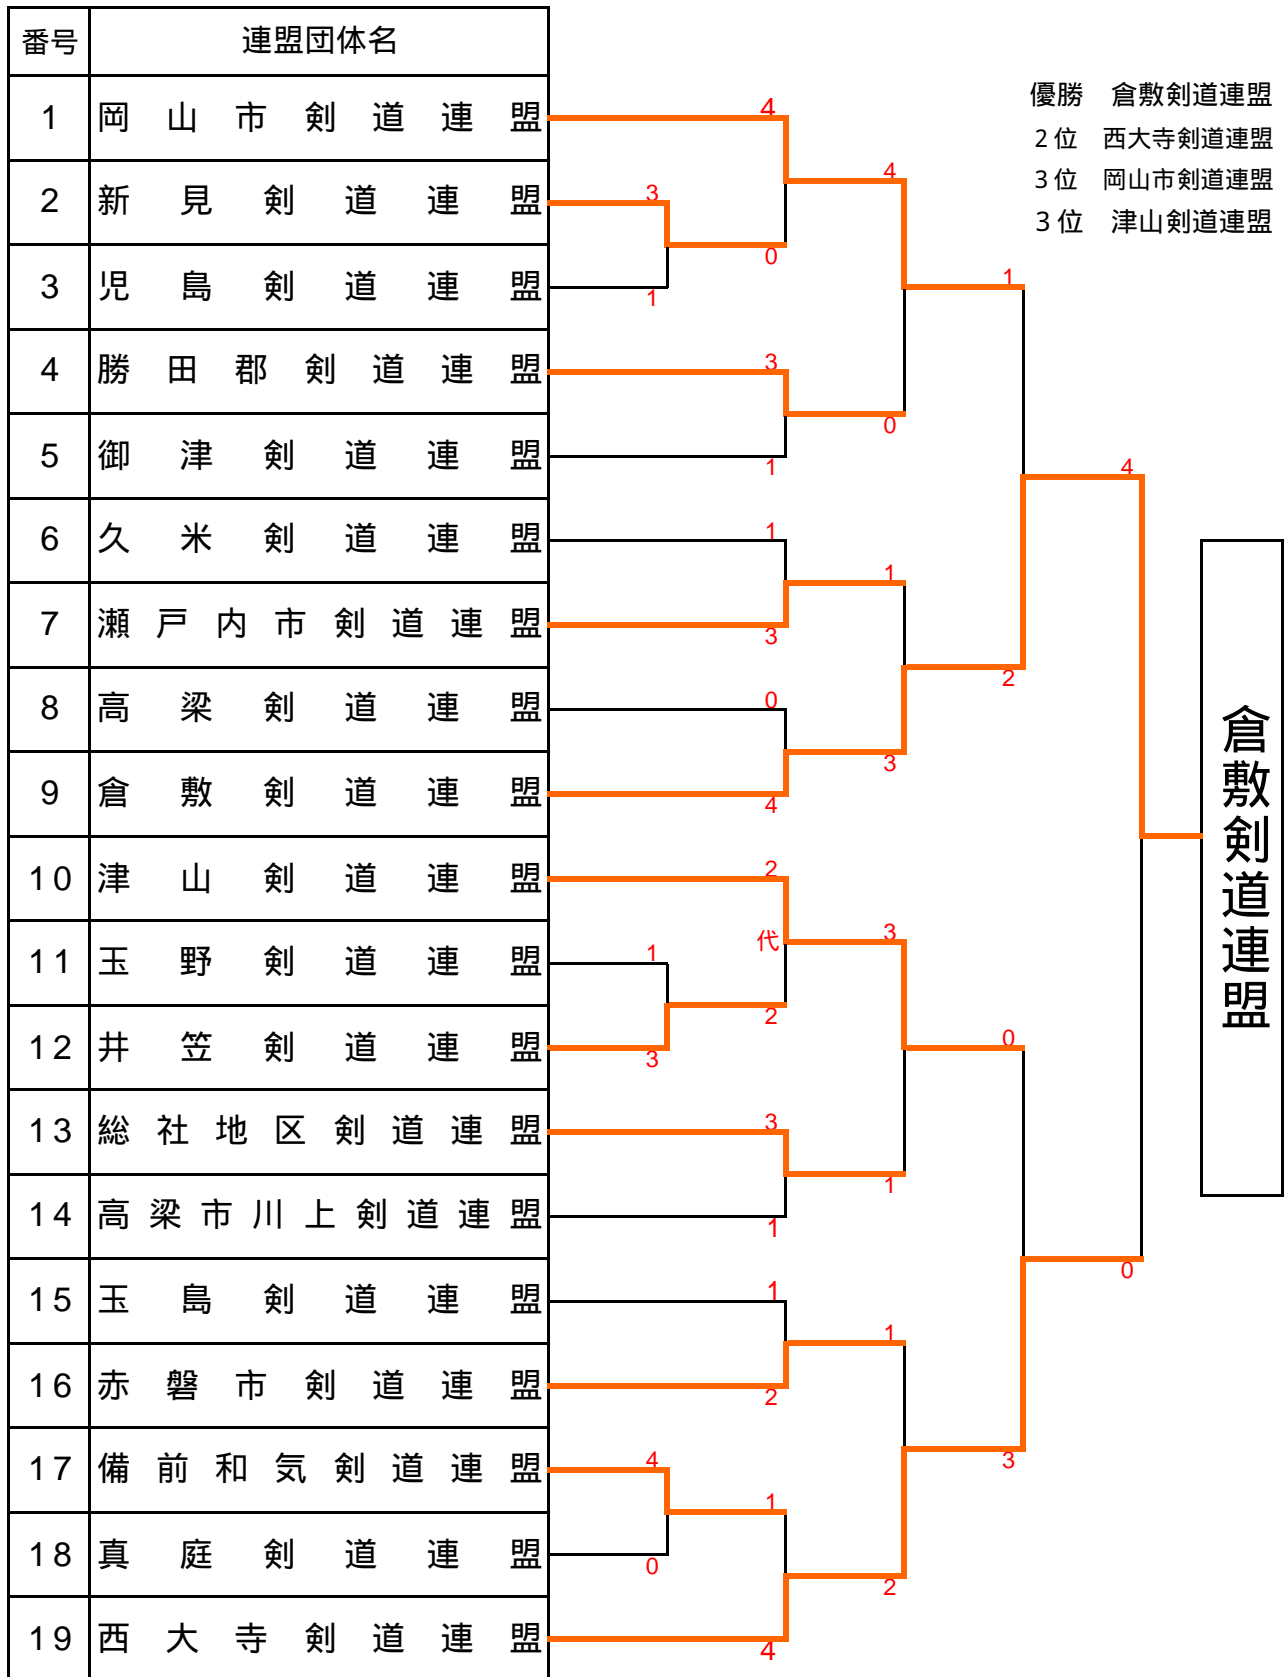 番号 連盟団体名
1 岡山市剣道連盟
2 新見剣道連盟
3 児島剣道連盟
4 勝田郡剣道連盟
5 御津剣道連盟
6 久米剣道連盟
7 瀬戸内市剣道連盟
8 高梁剣道連盟
9 倉敷剣道連盟
10 津山剣道連盟
11 玉野剣道連盟
12 井笠剣道連盟
13 総社地区剣道連盟
14 高梁市川上剣道連盟
15 玉島剣道連盟
16 赤磐市剣道連盟
17 備前和気剣道連盟
18 真庭剣道連盟
19 西大寺剣道連盟
3
1
1
3
4
0
4
0
3
1
1
3
0
4
2
代
2
3
1
1
2
1
4
4
0
1
3
3
1
1
2
1
2
0
3
4
0
優勝 倉敷剣道連盟
2位 西大寺剣道連盟
3位 岡山市剣道連盟
3位 津山剣道連盟
倉敷剣道連盟